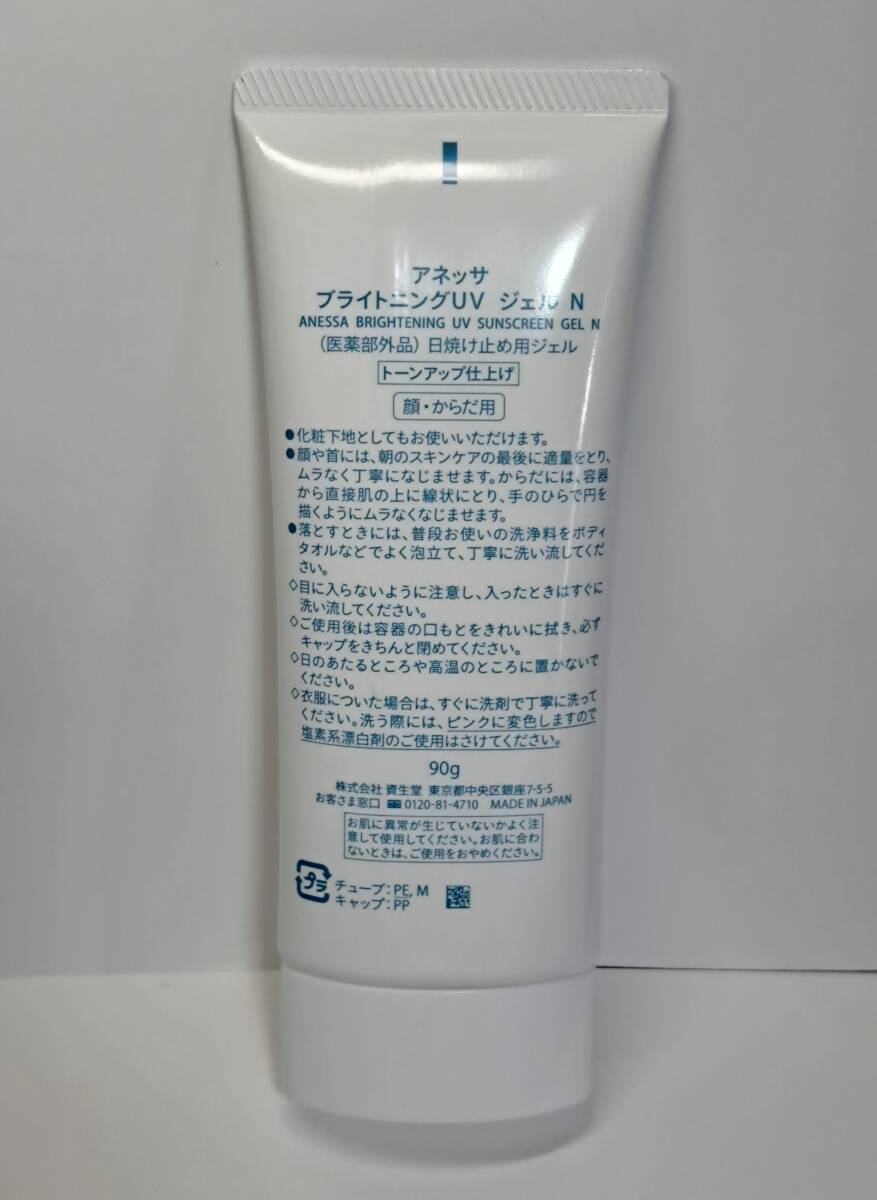 アネッサ
ブライトニングUV ジェル N
ANESSA BRIGHTENING UV SUNSCREEN GEL N
（医薬部外品）日焼け止め用ジェル
トーンアップ仕上げ
顔・からだ用
●化粧下地としてもお使いいただけます。
●顔や首には、朝のスキンケアの最後に適量をとり、
ムラなく丁寧になじませます。からだには、容器
から直接肌の上に線状にとり、手のひらで円を
描くようにムラなくなじませます。
●落とすときには、普段お使いの洗浄料をボディ
タオルなどでよく泡立て、丁寧に洗い流してくだ
さい。
◇目に入らないように注意し、入ったときはすぐに
洗い流してください。
◇ご使用後は容器の口もとをきれいに拭き、必ず
キャップをきちんと閉めてください。
◇日のあたるところや高温のところに置かないで
ください。
◇衣服についた場合は、すぐに洗剤で丁寧に洗って
ください。洗う際には、ピンクに変色しますので
塩素系漂白剤のご使用はさけてください。
90g
株式会社 資生堂 東京都中央区銀座7-5-5
お客さま窓口 0120-81-4710 MADE IN JAPAN
お肌に異常が生じていないかよく注
意して使用してください。お肌に合わ
ないときは、ご使用をおやめください。
プラ
チューブ：PE, M
キャップ：PP